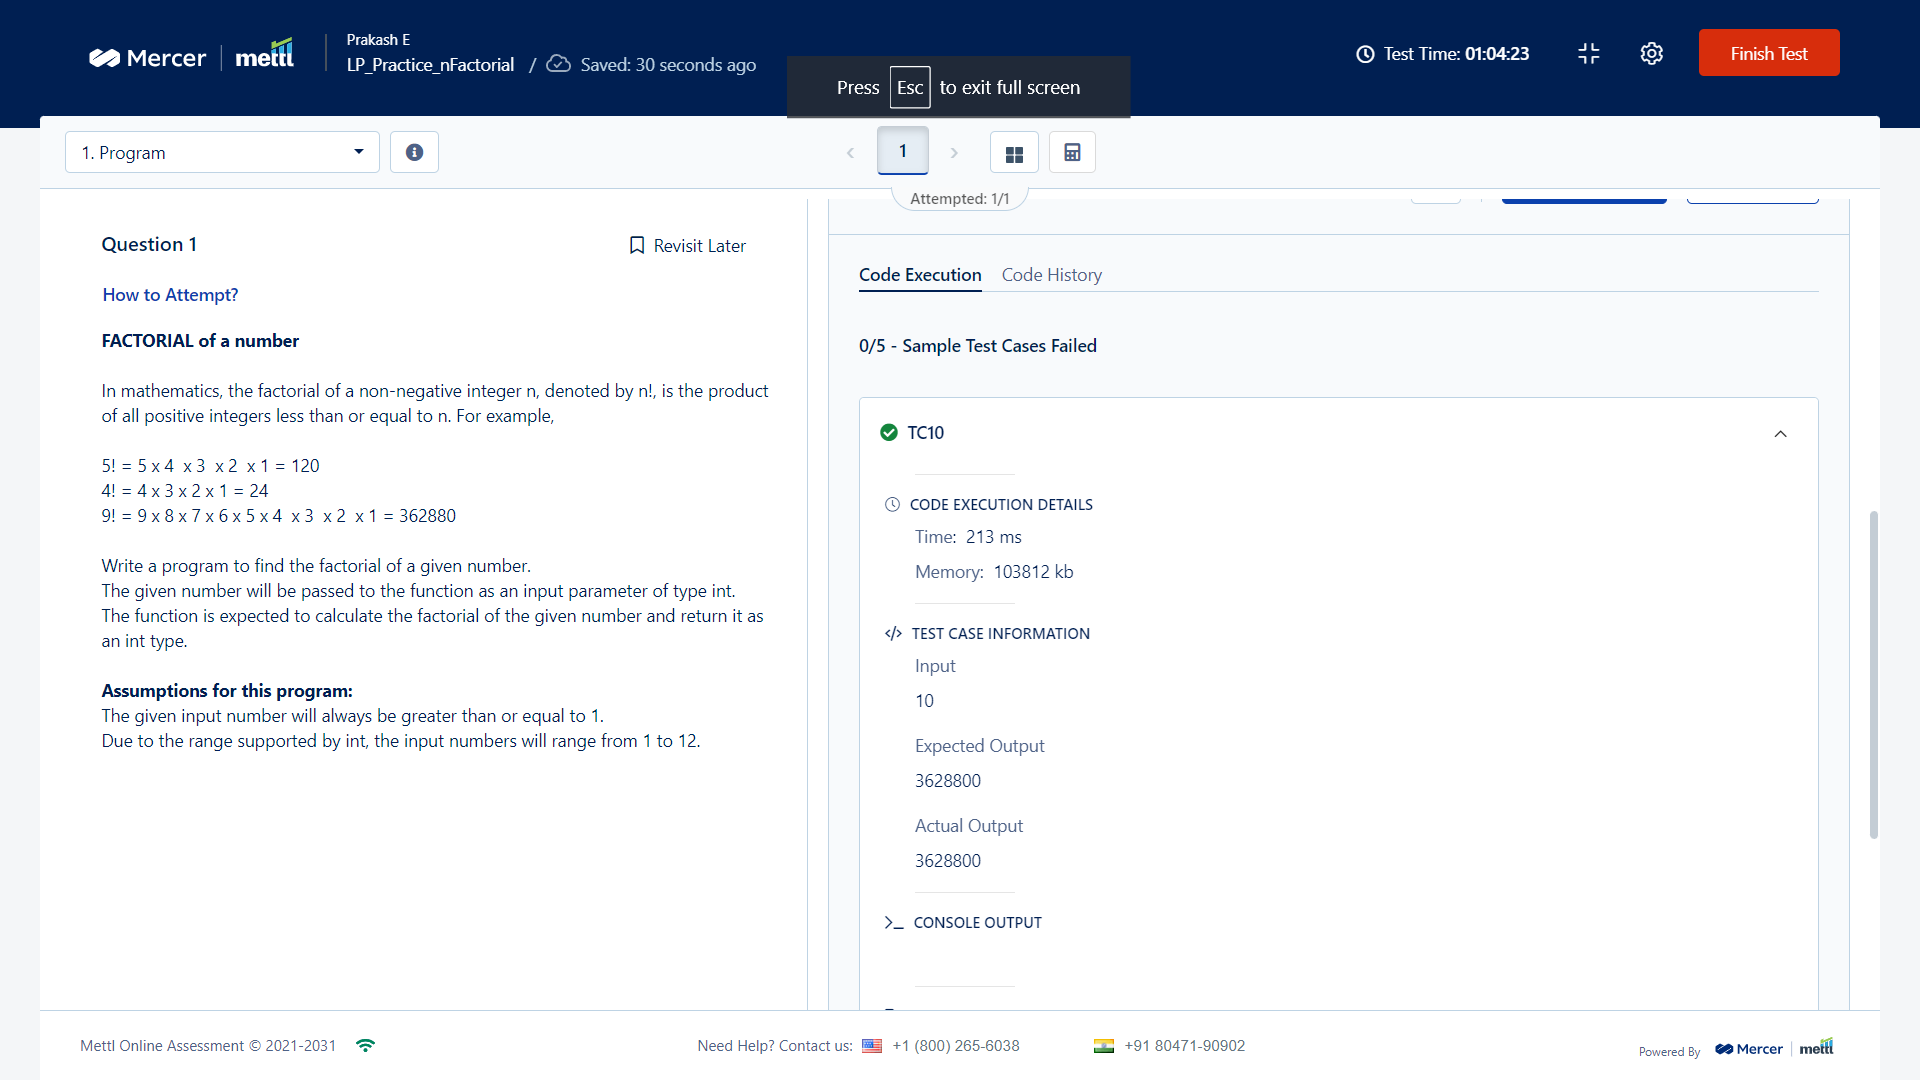 Mercer | mettl
Prakash E
LP_Practice_nFactorial / Saved: 30 seconds ago
Press Esc to exit full screen
Test Time: 01:04:23
Finish Test
1. Program
1
Attempted: 1/1
Question 1
Revisit Later
How to Attempt?
FACTORIAL of a number
In mathematics, the factorial of a non-negative integer n, denoted by n!, is the product
of all positive integers less than or equal to n. For example,
5! = 5 x 4 x 3 x 2 x 1 = 120
4! = 4 x 3 x 2 x 1 = 24
9! = 9 x 8 x 7 x 6 x 5 x 4 x 3 x 2 x 1 = 362880
Write a program to find the factorial of a given number.
The given number will be passed to the function as an input parameter of type int.
The function is expected to calculate the factorial of the given number and return it as
an int type.
Assumptions for this program:
The given input number will always be greater than or equal to 1.
Due to the range supported by int, the input numbers will range from 1 to 12.
Code Execution
Code History
0/5 - Sample Test Cases Failed
TC10
CODE EXECUTION DETAILS
Time: 213 ms
Memory: 103812 kb
</> TEST CASE INFORMATION
Input
10
Expected Output
3628800
Actual Output
3628800
>_ CONSOLE OUTPUT
Mettl Online Assessment © 2021-2031
Need Help? Contact us: +1 (800) 265-6038
+91 80471-90902
Powered By Mercer | mettl